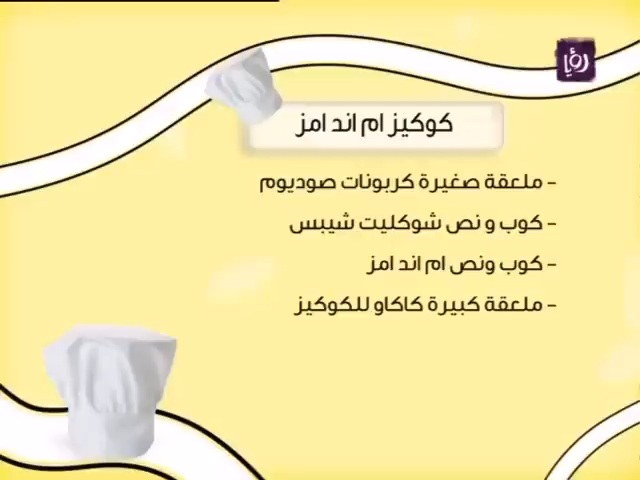 رؤيا
كوكيز ام اند امز
- ملعقة صغيرة كربونات صوديوم
- كوب و نص شوكليت شيبس
- كوب ونص ام اند امز
- ملعقة كبيرة كاكاو للكوكيز